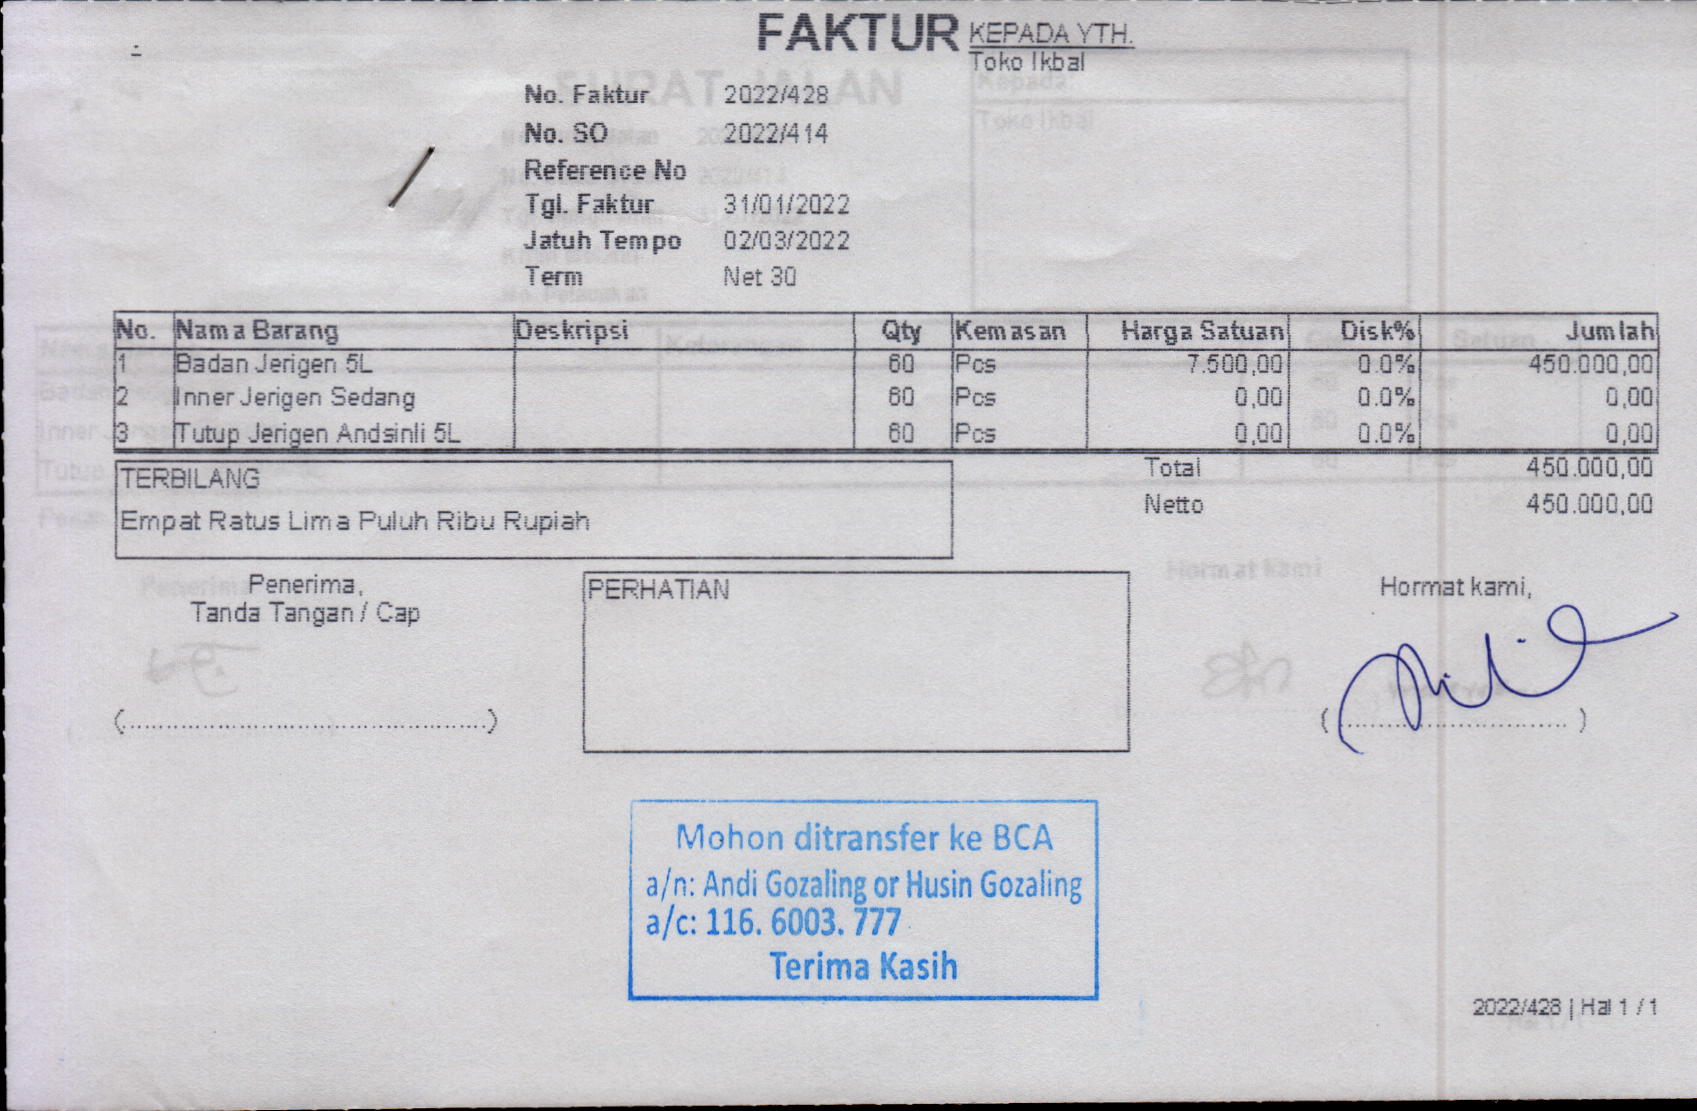 FAKTUR
KEPADA YTH.
Toko Ikbal
No. Faktur 2022/428
No. SO 2022/414
Reference No
Tgl. Faktur 31/01/2022
Jatuh Tempo 02/03/2022
Term Net 30
No. Nama Barang Deskripsi Qty Kemasan Harga Satuan Disk% Jumlah
1 Badan Jerigen 5L 60 Pcs 7.500,00 0.0% 450.000,00
2 Inner Jerigen Sedang 60 Pcs 0,00 0.0% 0,00
3 Tutup Jerigen Andsinli 5L 60 Pcs 0,00 0.0% 0,00
Total 450.000,00
Netto 450.000,00
TERBILANG
Empat Ratus Lima Puluh Ribu Rupiah
Penerima,
Tanda Tangan / Cap
(................................................)
PERHATIAN
Hormat kami,
(.............................. )
Mohon ditransfer ke BCA
a/n: Andi Gozaling or Husin Gozaling
a/c: 116. 6003. 777
Terima Kasih
2022/428 | Hal 1 / 1